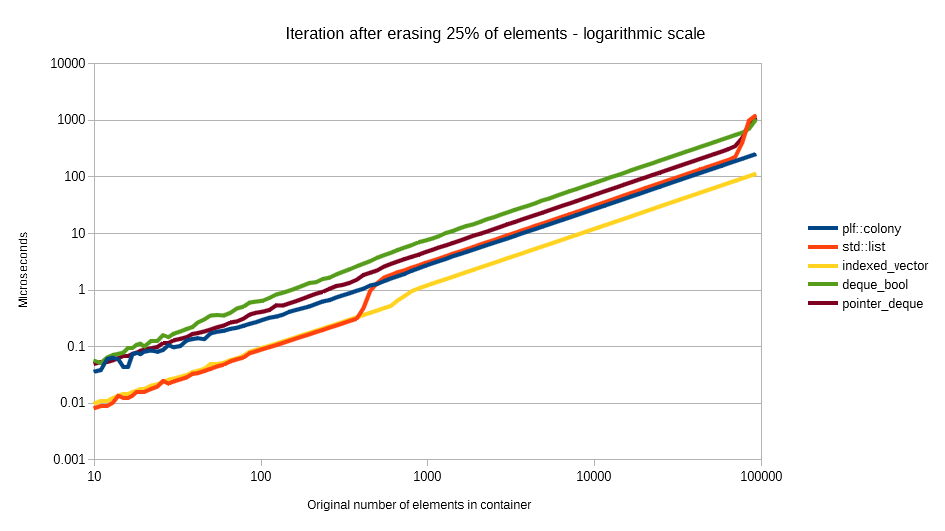 Iteration after erasing 25% of elements - logarithmic scale
10000
1000
100
10
1
0.1
0.01
0.001
Microseconds
10
100
1000
10000
100000
Original number of elements in container
plf::colony
std::list
indexed_vector
deque_bool
pointer_deque